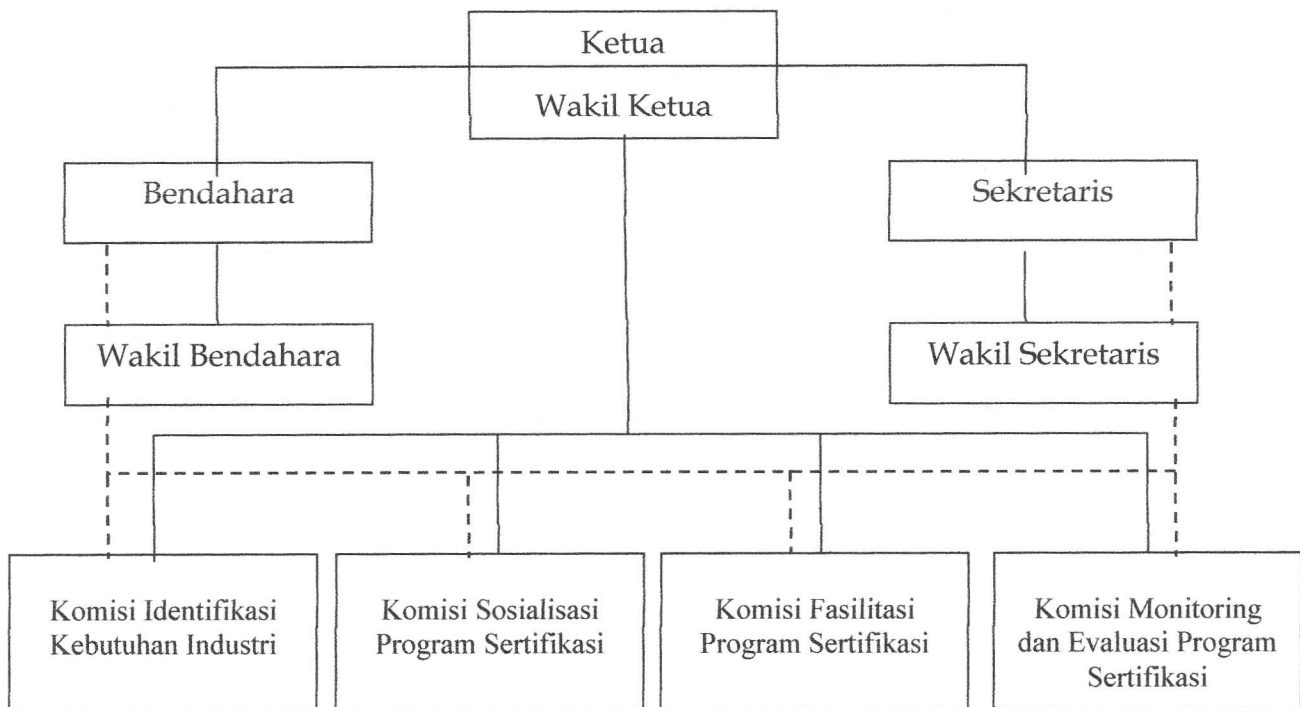 Ketua
Wakil Ketua
Bendahara
Sekretaris
Wakil Bendahara
Wakil Sekretaris
Komisi Identifikasi
Kebutuhan Industri
Komisi Sosialisasi
Program Sertifikasi
Komisi Fasilitasi
Program Sertifikasi
Komisi Monitoring
dan Evaluasi Program
Sertifikasi